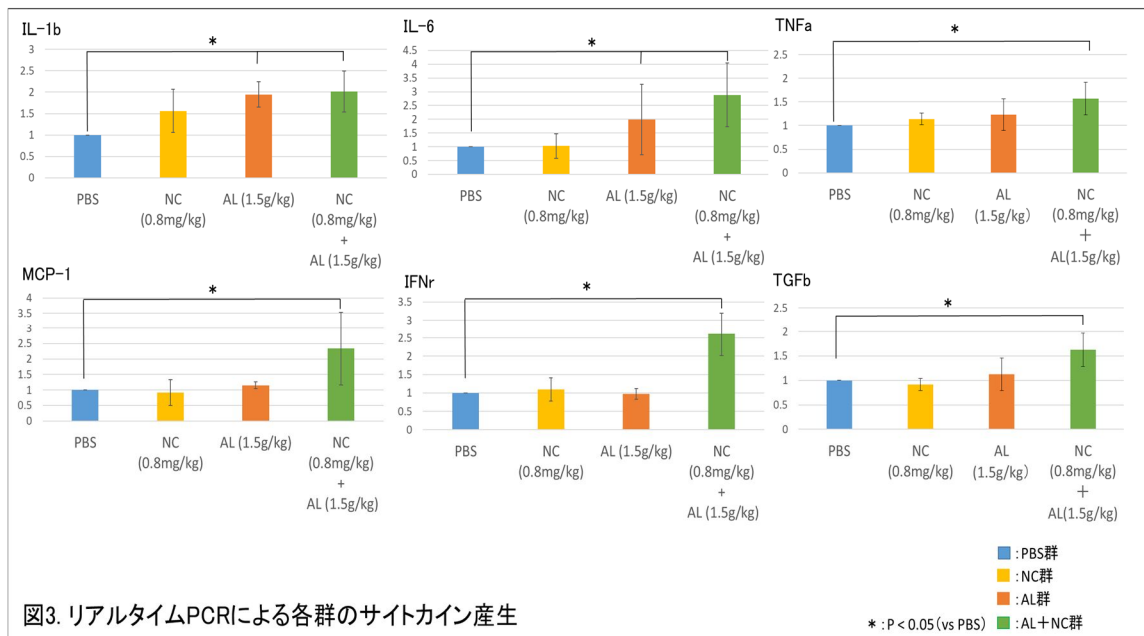 IL-1b
*
3
2.5
2
1.5
1
0.5
0
PBS
NC
(0.8mg/kg)
AL (1.5g/kg)
NC
(0.8mg/kg)
+
AL (1.5g/kg)
IL-6
*
4.5
4
3.5
3
2.5
2
1.5
1
0.5
0
PBS
NC
(0.8mg/kg)
AL (1.5g/kg)
NC
(0.8mg/kg)
+
AL (1.5g/kg)
TNFa
*
2.5
2
1.5
1
0.5
0
PBS
NC
(0.8mg/kg)
AL
(1.5g/kg)
NC
(0.8mg/kg)
+
AL(1.5g/kg)
MCP-1
*
4
3.5
3
2.5
2
1.5
1
0.5
0
PBS
NC
(0.8mg/kg)
AL (1.5g/kg)
NC
(0.8mg/kg)
+
AL (1.5g/kg)
IFNr
*
3.5
3
2.5
2
1.5
1
0.5
0
PBS
NC
(0.8mg/kg)
AL (1.5g/kg)
NC
(0.8mg/kg)
+
AL (1.5g/kg)
TGFb
*
2.5
2
1.5
1
0.5
0
PBS
NC
(0.8mg/kg)
AL
(1.5g/kg)
NC
(0.8mg/kg)
+
AL(1.5g/kg)
:PBS群
:NC群
:AL群
:AL+NC群
* :P<0.05(vs PBS)
図3. リアルタイムPCRによる各群のサイトカイン産生